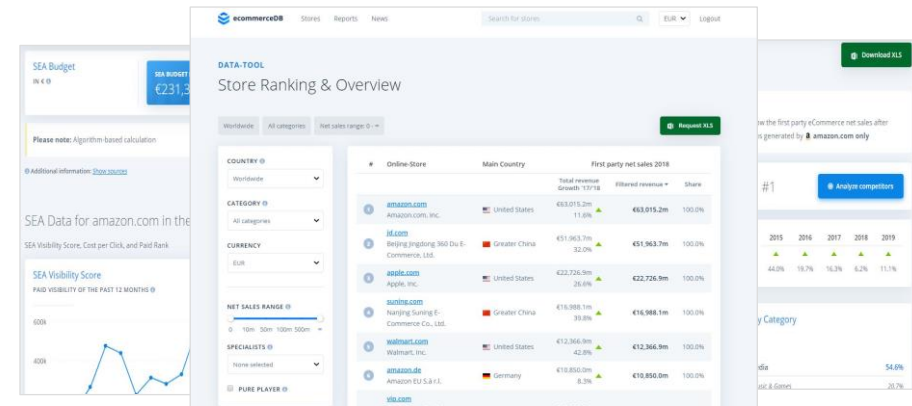 ecommerceDB Stores Reports News Search for stores EUR Logout
DATA-TOOL
Store Ranking & Overview
Worldwide All categories Net sales range: 0 - ∞ Request XLS
COUNTRY
Worldwide
CATEGORY
All categories
CURRENCY
EUR
NET SALES RANGE
0 10m 50m 100m 500m ∞
SPECIALISTS
None selected
PURE PLAYER
# Online-Store Main Country First party net sales 2018
Total revenue Growth '17/'18 Filtered revenue Share
1 amazon.com Amazon.com, Inc. United States €63,015.2m 11.6% €63,015.2m 100.0%
2 jd.com Beijing Jingdong 360 Du E-Commerce, Ltd. Greater China €51,963.7m 32.0% €51,963.7m 100.0%
3 apple.com Apple, Inc. United States €22,726.9m 26.6% €22,726.9m 100.0%
4 suning.com Nanjing Suning E-Commerce Co., Ltd. Greater China €16,988.1m 39.8% €16,988.1m 100.0%
5 walmart.com Walmart, Inc. United States €12,366.9m 42.8% €12,366.9m 100.0%
6 amazon.de Amazon EU S.à r.l. Germany €10,850.0m 8.3% €10,850.0m 100.0%
vip.com
SEA Budget
IN €
SEA BUDGET
€231,3
Please note: Algorithm-based calculation
Additional information: Show sources
SEA Data for amazon.com in the
SEA Visibility Score, Cost per Click, and Paid Rank
SEA Visibility Score
PAID VISIBILITY OF THE PAST 12 MONTHS
600k
400k
Download XLS
the first party eCommerce net sales after
generated by amazon.com only
#1 Analyze competitors
2015 2016 2017 2018 2019
44.0% 19.7% 16.3% 6.2% 11.1%
y Category
dia 54.6%
usic & Games 20.7%